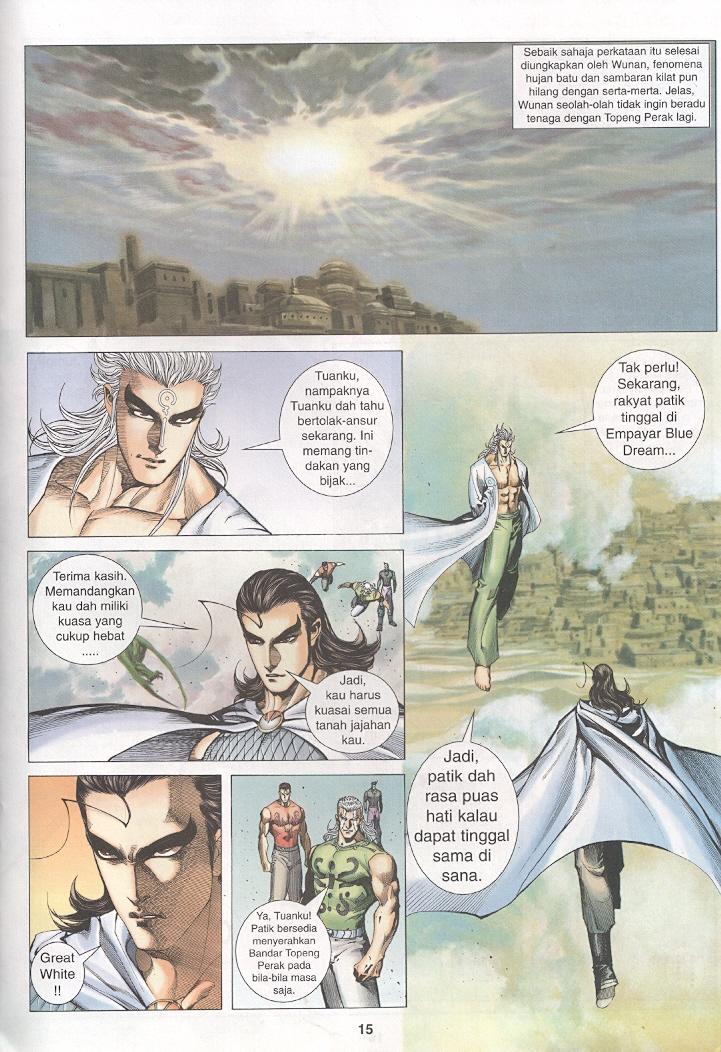 Sebaik sahaja perkataan itu selesai
diungkapkan oleh Wunan, fenomena
hujan batu dan sambaran kilat pun
hilang dengan serta-merta. Jelas,
Wunan seolah-olah tidak ingin beradu
tenaga dengan Topeng Perak lagi.
Tuanku,
nampaknya
Tuanku dah tahu
bertolak-ansur
sekarang. Ini
memang tin-
dakan yang
bijak...
Tak perlu!
Sekarang,
rakyat patik
tinggal di
Empayar Blue
Dream...
Terima kasih.
Memandangkan
kau dah miliki
kuasa yang
cukup hebat
.....
Jadi,
kau harus
kuasai semua
tanah jajahan
kau.
Jadi,
patik dah
rasa puas
hati kalau
dapat tinggal
sama di
sana.
Great
White
!!
Ya, Tuanku!
Patik bersedia
menyerahkan
Bandar Topeng
Perak pada
bila-bila masa
saja.
15